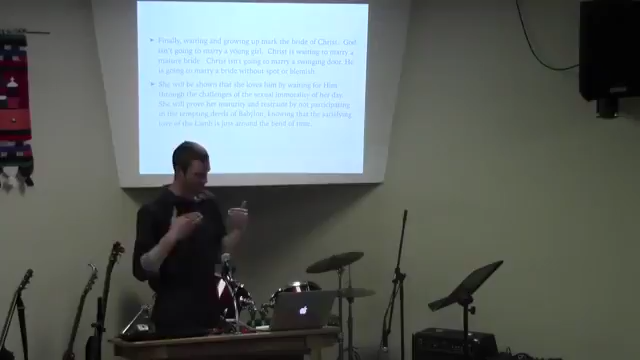 Finally, waiting and growing up mark the bride of Christ. God
isn't going to marry a young girl. Christ is waiting to marry a
mature bride. Christ isn't going to marry a swinging door. He
is going to marry a bride without spot or blemish.
She will be shown that she loves him by waiting for Him
through the challenges of the sexual immorality of her day.
She will prove her maturity and restraint by not participating
in the tempting deeds of Babylon, knowing that the
of the Lamb is just around the bend of time.